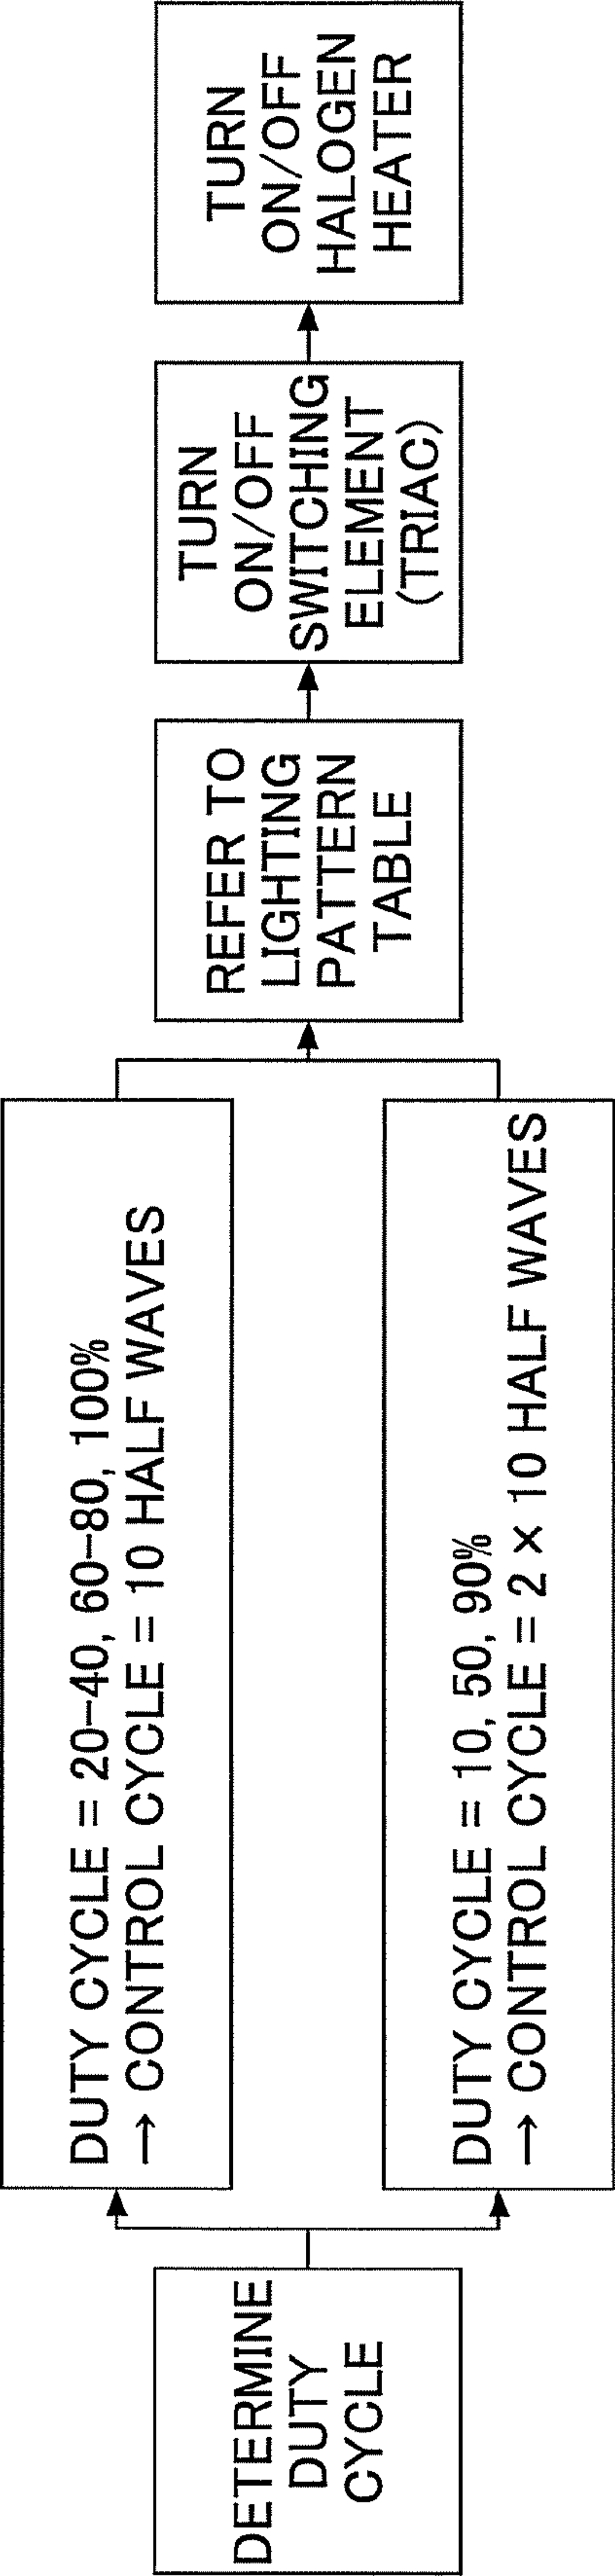 DETERMINE
DUTY
CYCLE
DUTY CYCLE = 20–40, 60–80, 100%
→ CONTROL CYCLE = 10 HALF WAVES
DUTY CYCLE = 10, 50, 90%
→ CONTROL CYCLE = 2 × 10 HALF WAVES
REFER TO
LIGHTING
PATTERN
TABLE
TURN
ON/OFF
SWITCHING
ELEMENT
(TRIAC)
TURN
ON/OFF
HALOGEN
HEATER